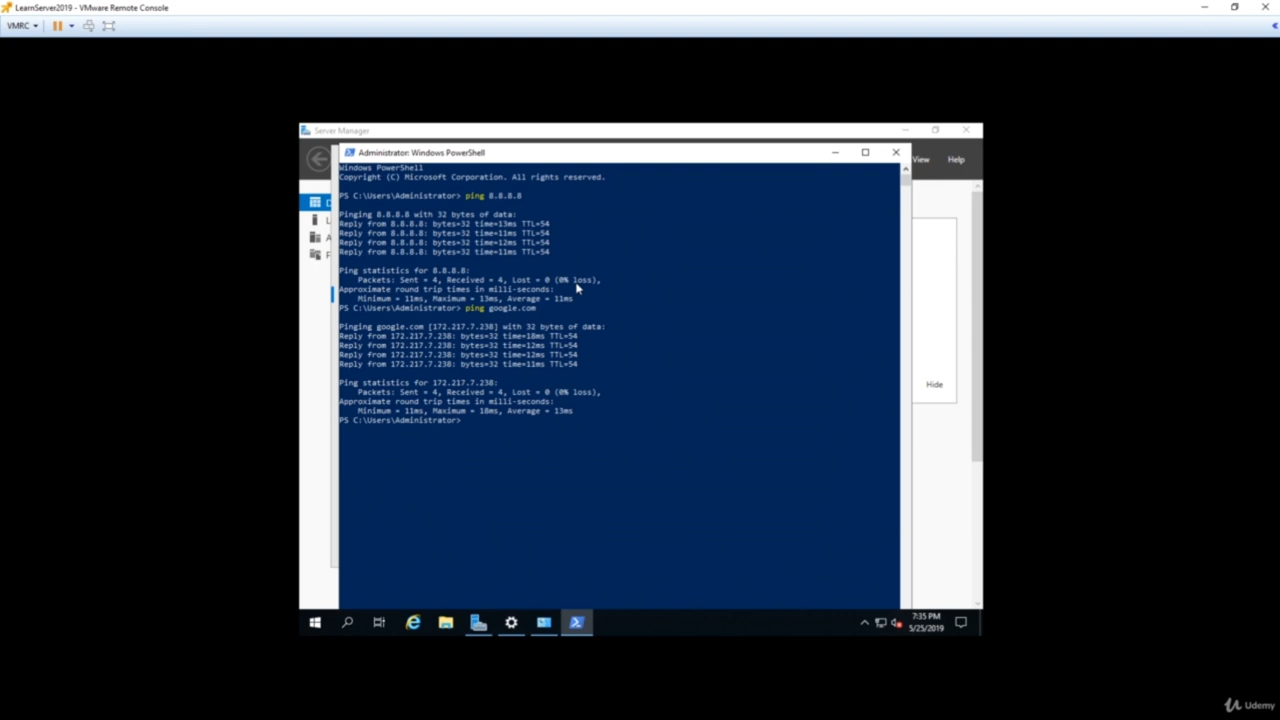 LearnServer2019 - VMware Remote Console
VMRC
Server Manager
Administrator: Windows PowerShell
View
Help
Windows PowerShell
Copyright (C) Microsoft Corporation. All rights reserved.
PS C:\Users\Administrator> ping 8.8.8.8
Pinging 8.8.8.8 with 32 bytes of data:
Reply from 8.8.8.8: bytes=32 time=13ms TTL=54
Reply from 8.8.8.8: bytes=32 time=11ms TTL=54
Reply from 8.8.8.8: bytes=32 time=12ms TTL=54
Reply from 8.8.8.8: bytes=32 time=11ms TTL=54
Ping statistics for 8.8.8.8:
Packets: Sent = 4, Received = 4, Lost = 0 (0% loss),
Approximate round trip times in milli-seconds:
Minimum = 11ms, Maximum = 13ms, Average = 11ms
PS C:\Users\Administrator> ping google.com
Pinging google.com [172.217.7.238] with 32 bytes of data:
Reply from 172.217.7.238: bytes=32 time=18ms TTL=54
Reply from 172.217.7.238: bytes=32 time=12ms TTL=54
Reply from 172.217.7.238: bytes=32 time=12ms TTL=54
Reply from 172.217.7.238: bytes=32 time=11ms TTL=54
Ping statistics for 172.217.7.238:
Packets: Sent = 4, Received = 4, Lost = 0 (0% loss),
Approximate round trip times in milli-seconds:
Minimum = 11ms, Maximum = 18ms, Average = 13ms
PS C:\Users\Administrator>
Hide
7:35 PM
5/25/2019
Udemy